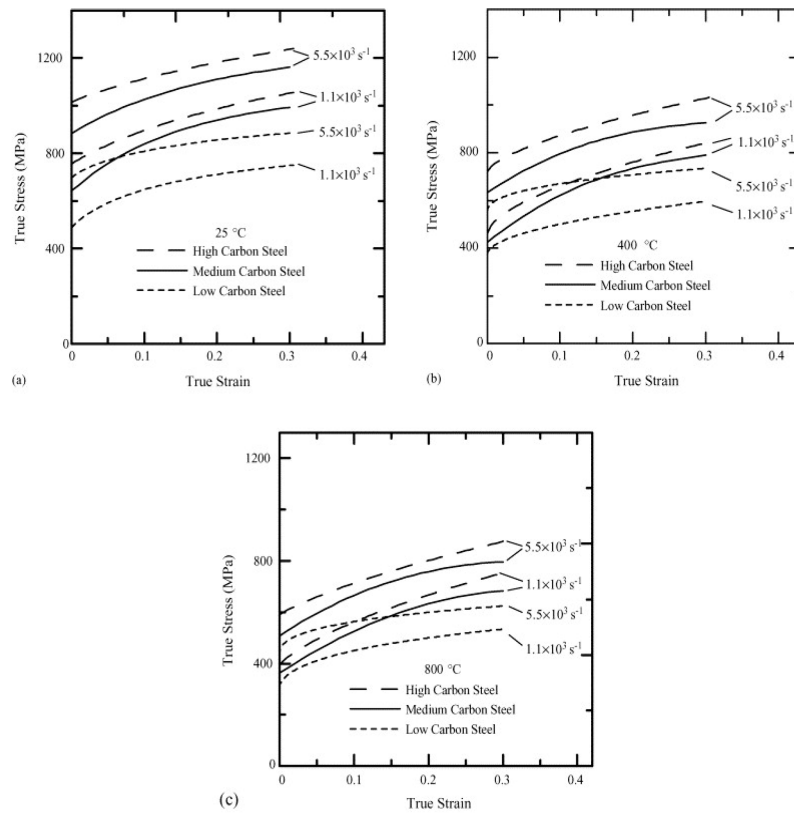 1200
800
400
0
True Stress (MPa)
5.5×10³ s⁻¹
1.1×10³ s⁻¹
5.5×10³ s⁻¹
1.1×10³ s⁻¹
25 °C
High Carbon Steel
Medium Carbon Steel
Low Carbon Steel
0 0.1 0.2 0.3 0.4
(a)
True Strain
1200
800
400
0
True Stress (MPa)
5.5×10³ s⁻¹
1.1×10³ s⁻¹
5.5×10³ s⁻¹
1.1×10³ s⁻¹
400 °C
High Carbon Steel
Medium Carbon Steel
Low Carbon Steel
0 0.1 0.2 0.3 0.4
(b)
True Strain
1200
800
400
0
True Stress (MPa)
5.5×10³ s⁻¹
1.1×10³ s⁻¹
5.5×10³ s⁻¹
1.1×10³ s⁻¹
800 °C
High Carbon Steel
Medium Carbon Steel
Low Carbon Steel
0 0.1 0.2 0.3 0.4
(c)
True Strain